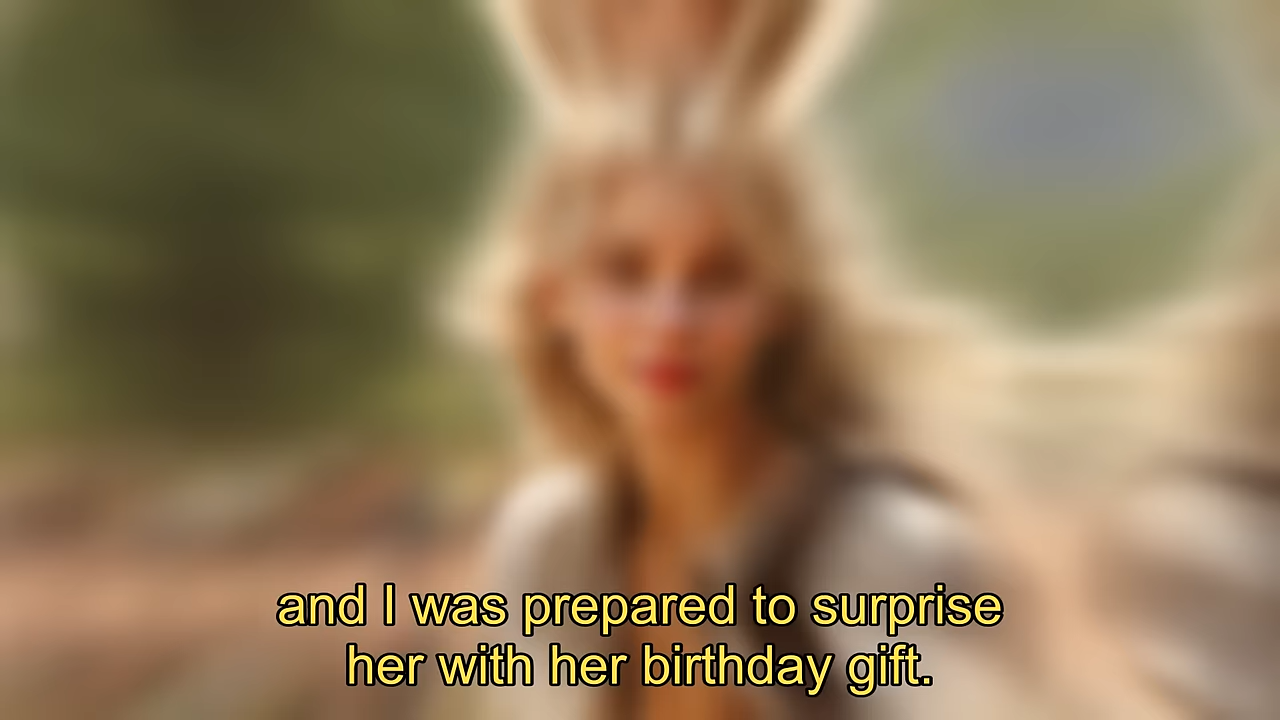 and I was prepared to surprise
her with her birthday gift.